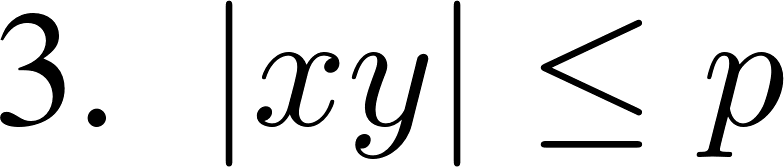 3. |xy| ≤ p